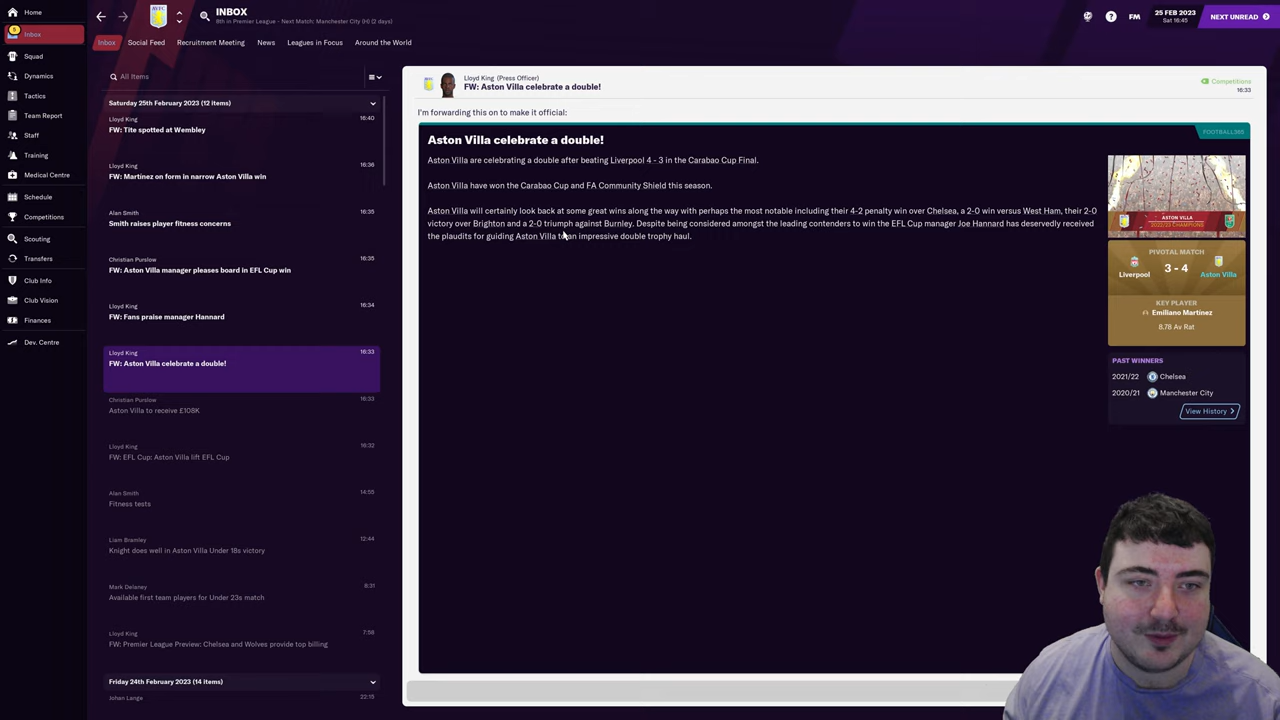 Home
5
Inbox
Squad
Dynamics
Tactics
Team Report
Staff
Training
Medical Centre
Schedule
Competitions
Scouting
Transfers
Club Info
Club Vision
Finances
Dev. Centre
INBOX
8th in Premier League - Next Match: Manchester City (H) (2 days)
FM
25 FEB 2023
Sat 16:45
NEXT UNREAD
Inbox Social Feed Recruitment Meeting News Leagues in Focus Around the World
All Items
Saturday 25th February 2023 (12 items)
Lloyd King 16:40
FW: Tite spotted at Wembley
Lloyd King 16:36
FW: Martínez on form in narrow Aston Villa win
Alan Smith 16:35
Smith raises player fitness concerns
Christian Purslow 16:35
FW: Aston Villa manager pleases board in EFL Cup win
Lloyd King 16:34
FW: Fans praise manager Hannard
Lloyd King 16:33
FW: Aston Villa celebrate a double!
Christian Purslow 16:33
Aston Villa to receive £108K
Lloyd King 16:32
FW: EFL Cup: Aston Villa lift EFL Cup
Alan Smith 14:55
Fitness tests
Liam Bramley 12:44
Knight does well in Aston Villa Under 18s victory
Mark Delaney 8:31
Available first team players for Under 23s match
Lloyd King 7:58
FW: Premier League Preview: Chelsea and Wolves provide top billing
Friday 24th February 2023 (14 items)
Johan Lange 22:15
Lloyd King (Press Officer)
FW: Aston Villa celebrate a double!
Competitions
16:33
I'm forwarding this on to make it official:
FOOTBALL365
Aston Villa celebrate a double!
Aston Villa are celebrating a double after beating Liverpool 4 - 3 in the Carabao Cup Final.
Aston Villa have won the Carabao Cup and FA Community Shield this season.
Aston Villa will certainly look back at some great wins along the way with perhaps the most notable including their 4-2 penalty win over Chelsea, a 2-0 win versus West Ham, their 2-0
victory over Brighton and a 2-0 triumph against Burnley. Despite being considered amongst the leading contenders to win the EFL Cup manager Joe Hannard has deservedly received
the plaudits for guiding Aston Villa to an impressive double trophy haul.
ASTON VILLA
2022/23 CHAMPIONS
PIVOTAL MATCH
3 - 4
Liverpool Aston Villa
KEY PLAYER
Emiliano Martínez
8.78 Av Rat
PAST WINNERS
2021/22 Chelsea
2020/21 Manchester City
View History